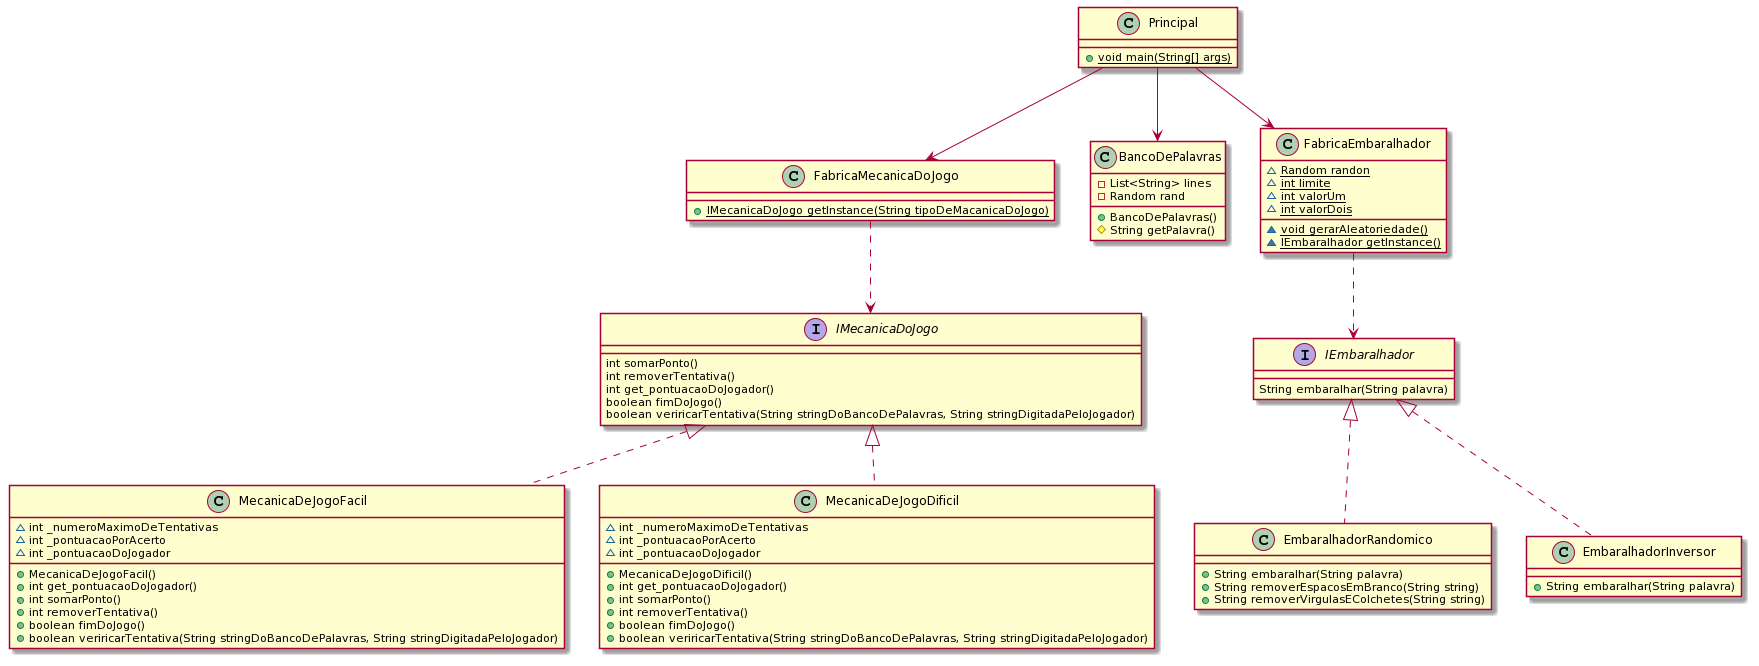 C Principal
void main(String[] args)
C FabricaMecanicaDoJogo
IMecanicaDoJogo getInstance(String tipoDeMacanicaDoJogo)
C BancoDePalavras
List<String> lines
Random rand
BancoDePalavras()
String getPalavra()
C FabricaEmbaralhador
Random randon
int limite
int valorUm
int valorDois
void gerarAleatoriedade()
IEmbaralhador getInstance()
I IMecanicaDoJogo
int somarPonto()
int removerTentativa()
int get_pontuacaoDoJogador()
boolean fimDoJogo()
boolean veriricarTentativa(String stringDoBancoDePalavras, String stringDigitadaPeloJogador)
I IEmbaralhador
String embaralhar(String palavra)
C MecanicaDeJogoFacil
int _numeroMaximoDeTentativas
int _pontuacaoPorAcerto
int _pontuacaoDoJogador
MecanicaDeJogoFacil()
int get_pontuacaoDoJogador()
int somarPonto()
int removerTentativa()
boolean fimDoJogo()
boolean veriricarTentativa(String stringDoBancoDePalavras, String stringDigitadaPeloJogador)
C MecanicaDeJogoDificil
int _numeroMaximoDeTentativas
int _pontuacaoPorAcerto
int _pontuacaoDoJogador
MecanicaDeJogoDificil()
int get_pontuacaoDoJogador()
int somarPonto()
int removerTentativa()
boolean fimDoJogo()
boolean veriricarTentativa(String stringDoBancoDePalavras, String stringDigitadaPeloJogador)
C EmbaralhadorRandomico
String embaralhar(String palavra)
String removerEspacosEmBranco(String string)
String removerVirgulasEColchetes(String string)
C EmbaralhadorInversor
String embaralhar(String palavra)